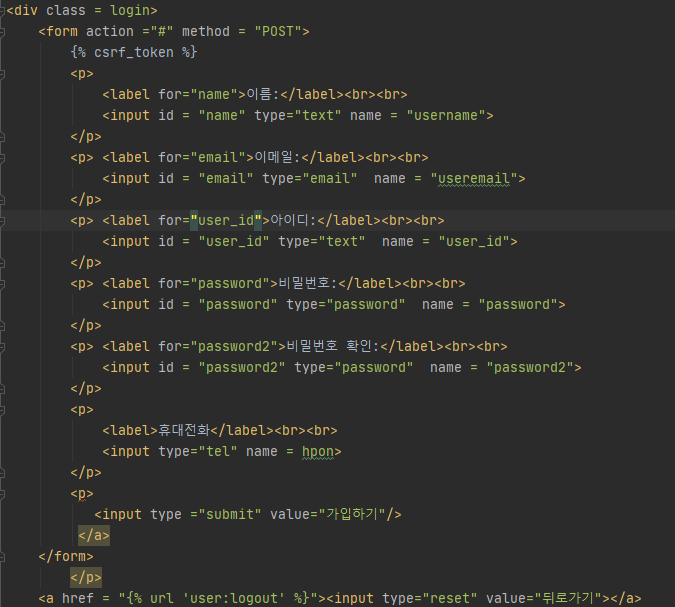 <div class = login>
<form action ="#" method = "POST">
{% csrf_token %}
<p>
<label for="name">이름:</label><br><br>
<input id = "name" type="text" name = "username">
</p>
<p> <label for="email">이메일:</label><br><br>
<input id = "email" type="email"  name = "useremail">
</p>
<p> <label for="user_id">아이디:</label><br><br>
<input id = "user_id" type="text"  name = "user_id">
</p>
<p> <label for="password">비밀번호:</label><br><br>
<input id = "password" type="password"  name = "password">
</p>
<p> <label for="password2">비밀번호 확인:</label><br><br>
<input id = "password2" type="password"  name = "password2">
</p>
<p>
<label>휴대전화</label><br><br>
<input type="tel" name = hpon>
</p>
<p>
<input type ="submit" value="가입하기"/>
</a>
</form>
</p>
<a href = "{% url 'user:logout' %}"><input type="reset" value="뒤로가기"></a>